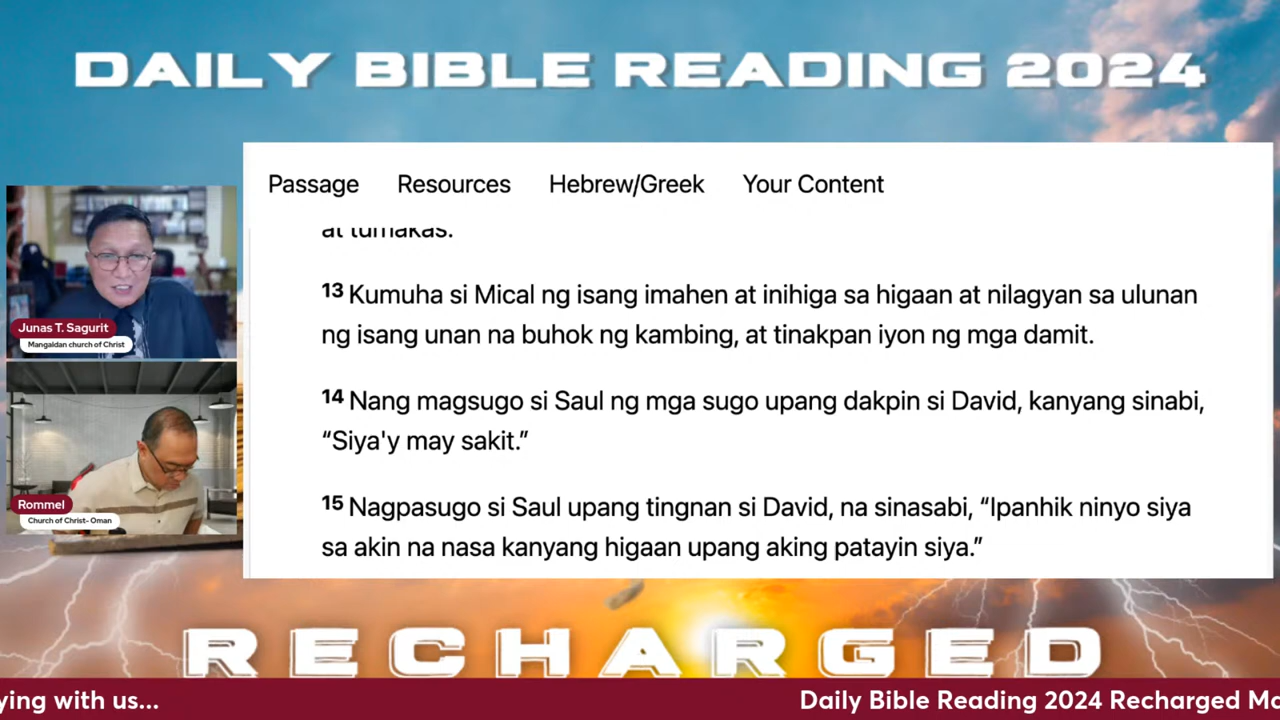 DAILY BIBLE READING 2024
Passage Resources Hebrew/Greek Your Content
at tumakas.
13 Kumuha si Mical ng isang imahen at inihiga sa higaan at nilagyan sa ulunan
ng isang unan na buhok ng kambing, at tinakpan iyon ng mga damit.
14 Nang magsugo si Saul ng mga sugo upang dakpin si David, kanyang sinabi,
“Siya'y may sakit.”
15 Nagpasugo si Saul upang tingnan si David, na sinasabi, “Ipanhik ninyo siya
sa akin na nasa kanyang higaan upang aking patayin siya.”
Junas T. Sagurit
Mangaldan church of Christ
Rommel
Church of Christ- Oman
RECHARGED
ying with us...
Daily Bible Reading 2024 Recharged Ma